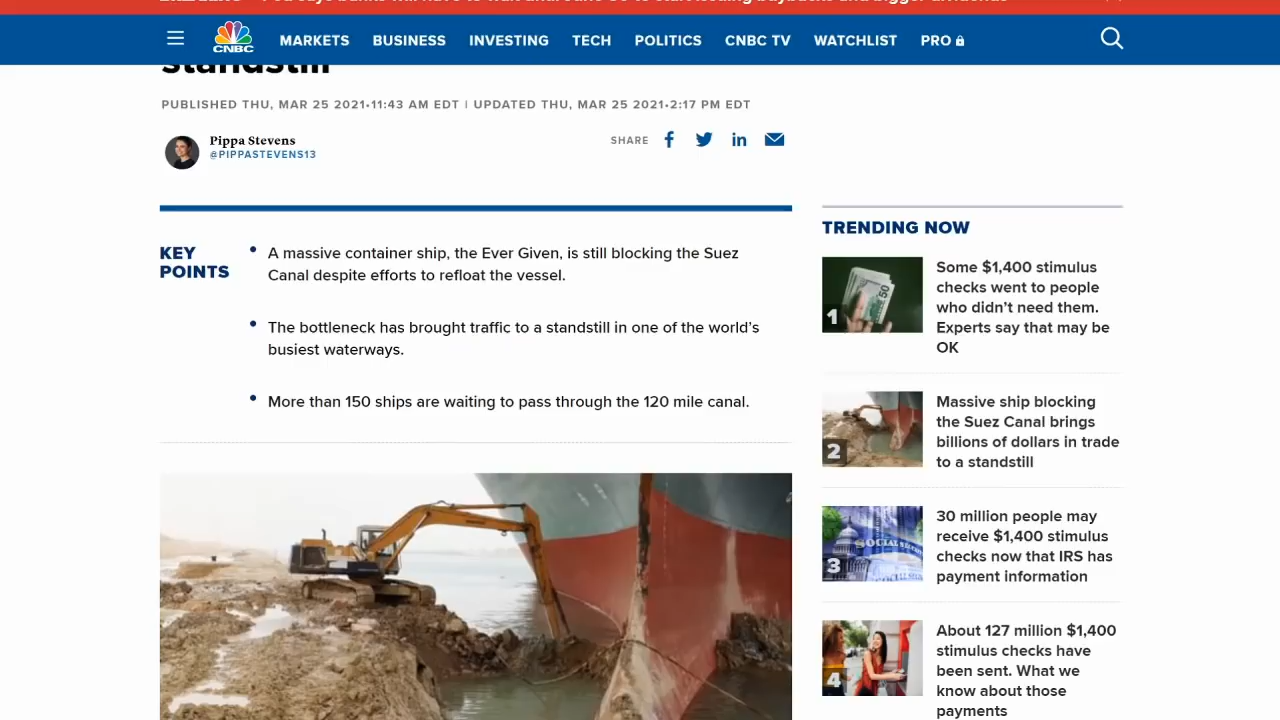 CNBC
MARKETS BUSINESS INVESTING TECH POLITICS CNBC TV WATCHLIST PRO
standstill
PUBLISHED THU, MAR 25 2021•11:43 AM EDT | UPDATED THU, MAR 25 2021•2:17 PM EDT
Pippa Stevens
@PIPPASTEVENS13
SHARE
KEY
POINTS
• A massive container ship, the Ever Given, is still blocking the Suez
Canal despite efforts to refloat the vessel.
• The bottleneck has brought traffic to a standstill in one of the world's
busiest waterways.
• More than 150 ships are waiting to pass through the 120 mile canal.
TRENDING NOW
1
Some $1,400 stimulus
checks went to people
who didn't need them.
Experts say that may be
OK
2
Massive ship blocking
the Suez Canal brings
billions of dollars in trade
to a standstill
3
30 million people may
receive $1,400 stimulus
checks now that IRS has
payment information
4
About 127 million $1,400
stimulus checks have
been sent. What we
know about those
payments